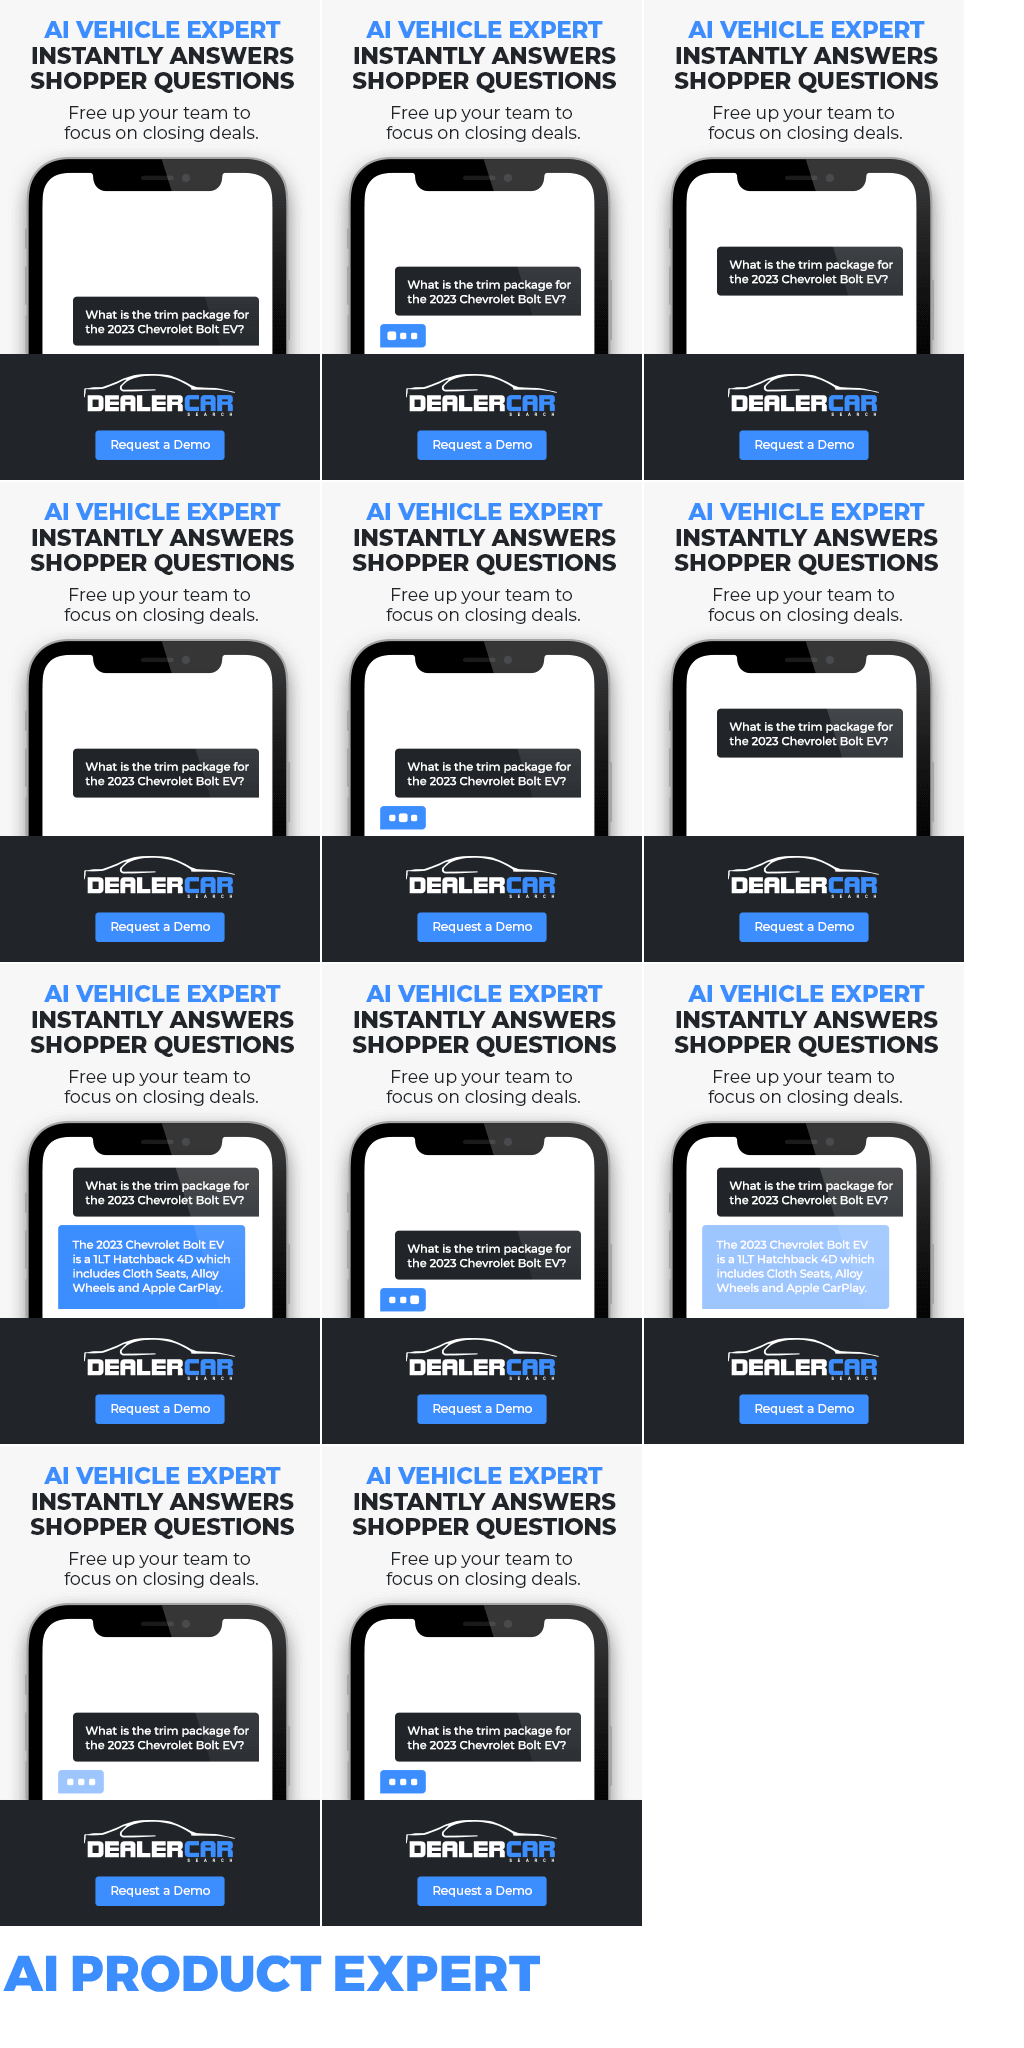 AI VEHICLE EXPERT
INSTANTLY ANSWERS
SHOPPER QUESTIONS
Free up your team to
focus on closing deals.
What is the trim package for
the 2023 Chevrolet Bolt EV?
DEALERCAR
SEARCH
Request a Demo
AI VEHICLE EXPERT
INSTANTLY ANSWERS
SHOPPER QUESTIONS
Free up your team to
focus on closing deals.
What is the trim package for
the 2023 Chevrolet Bolt EV?
DEALERCAR
SEARCH
Request a Demo
AI VEHICLE EXPERT
INSTANTLY ANSWERS
SHOPPER QUESTIONS
Free up your team to
focus on closing deals.
What is the trim package for
the 2023 Chevrolet Bolt EV?
DEALERCAR
SEARCH
Request a Demo
AI VEHICLE EXPERT
INSTANTLY ANSWERS
SHOPPER QUESTIONS
Free up your team to
focus on closing deals.
What is the trim package for
the 2023 Chevrolet Bolt EV?
DEALERCAR
SEARCH
Request a Demo
AI VEHICLE EXPERT
INSTANTLY ANSWERS
SHOPPER QUESTIONS
Free up your team to
focus on closing deals.
What is the trim package for
the 2023 Chevrolet Bolt EV?
DEALERCAR
SEARCH
Request a Demo
AI VEHICLE EXPERT
INSTANTLY ANSWERS
SHOPPER QUESTIONS
Free up your team to
focus on closing deals.
What is the trim package for
the 2023 Chevrolet Bolt EV?
DEALERCAR
SEARCH
Request a Demo
AI VEHICLE EXPERT
INSTANTLY ANSWERS
SHOPPER QUESTIONS
Free up your team to
focus on closing deals.
What is the trim package for
the 2023 Chevrolet Bolt EV?
The 2023 Chevrolet Bolt EV
is a 1LT Hatchback 4D which
includes Cloth Seats, Alloy
Wheels and Apple CarPlay.
DEALERCAR
SEARCH
Request a Demo
AI VEHICLE EXPERT
INSTANTLY ANSWERS
SHOPPER QUESTIONS
Free up your team to
focus on closing deals.
What is the trim package for
the 2023 Chevrolet Bolt EV?
DEALERCAR
SEARCH
Request a Demo
AI VEHICLE EXPERT
INSTANTLY ANSWERS
SHOPPER QUESTIONS
Free up your team to
focus on closing deals.
What is the trim package for
the 2023 Chevrolet Bolt EV?
The 2023 Chevrolet Bolt EV
is a 1LT Hatchback 4D which
includes Cloth Seats, Alloy
Wheels and Apple CarPlay.
DEALERCAR
SEARCH
Request a Demo
AI VEHICLE EXPERT
INSTANTLY ANSWERS
SHOPPER QUESTIONS
Free up your team to
focus on closing deals.
What is the trim package for
the 2023 Chevrolet Bolt EV?
DEALERCAR
SEARCH
Request a Demo
AI VEHICLE EXPERT
INSTANTLY ANSWERS
SHOPPER QUESTIONS
Free up your team to
focus on closing deals.
What is the trim package for
the 2023 Chevrolet Bolt EV?
DEALERCAR
SEARCH
Request a Demo
AI PRODUCT EXPERT